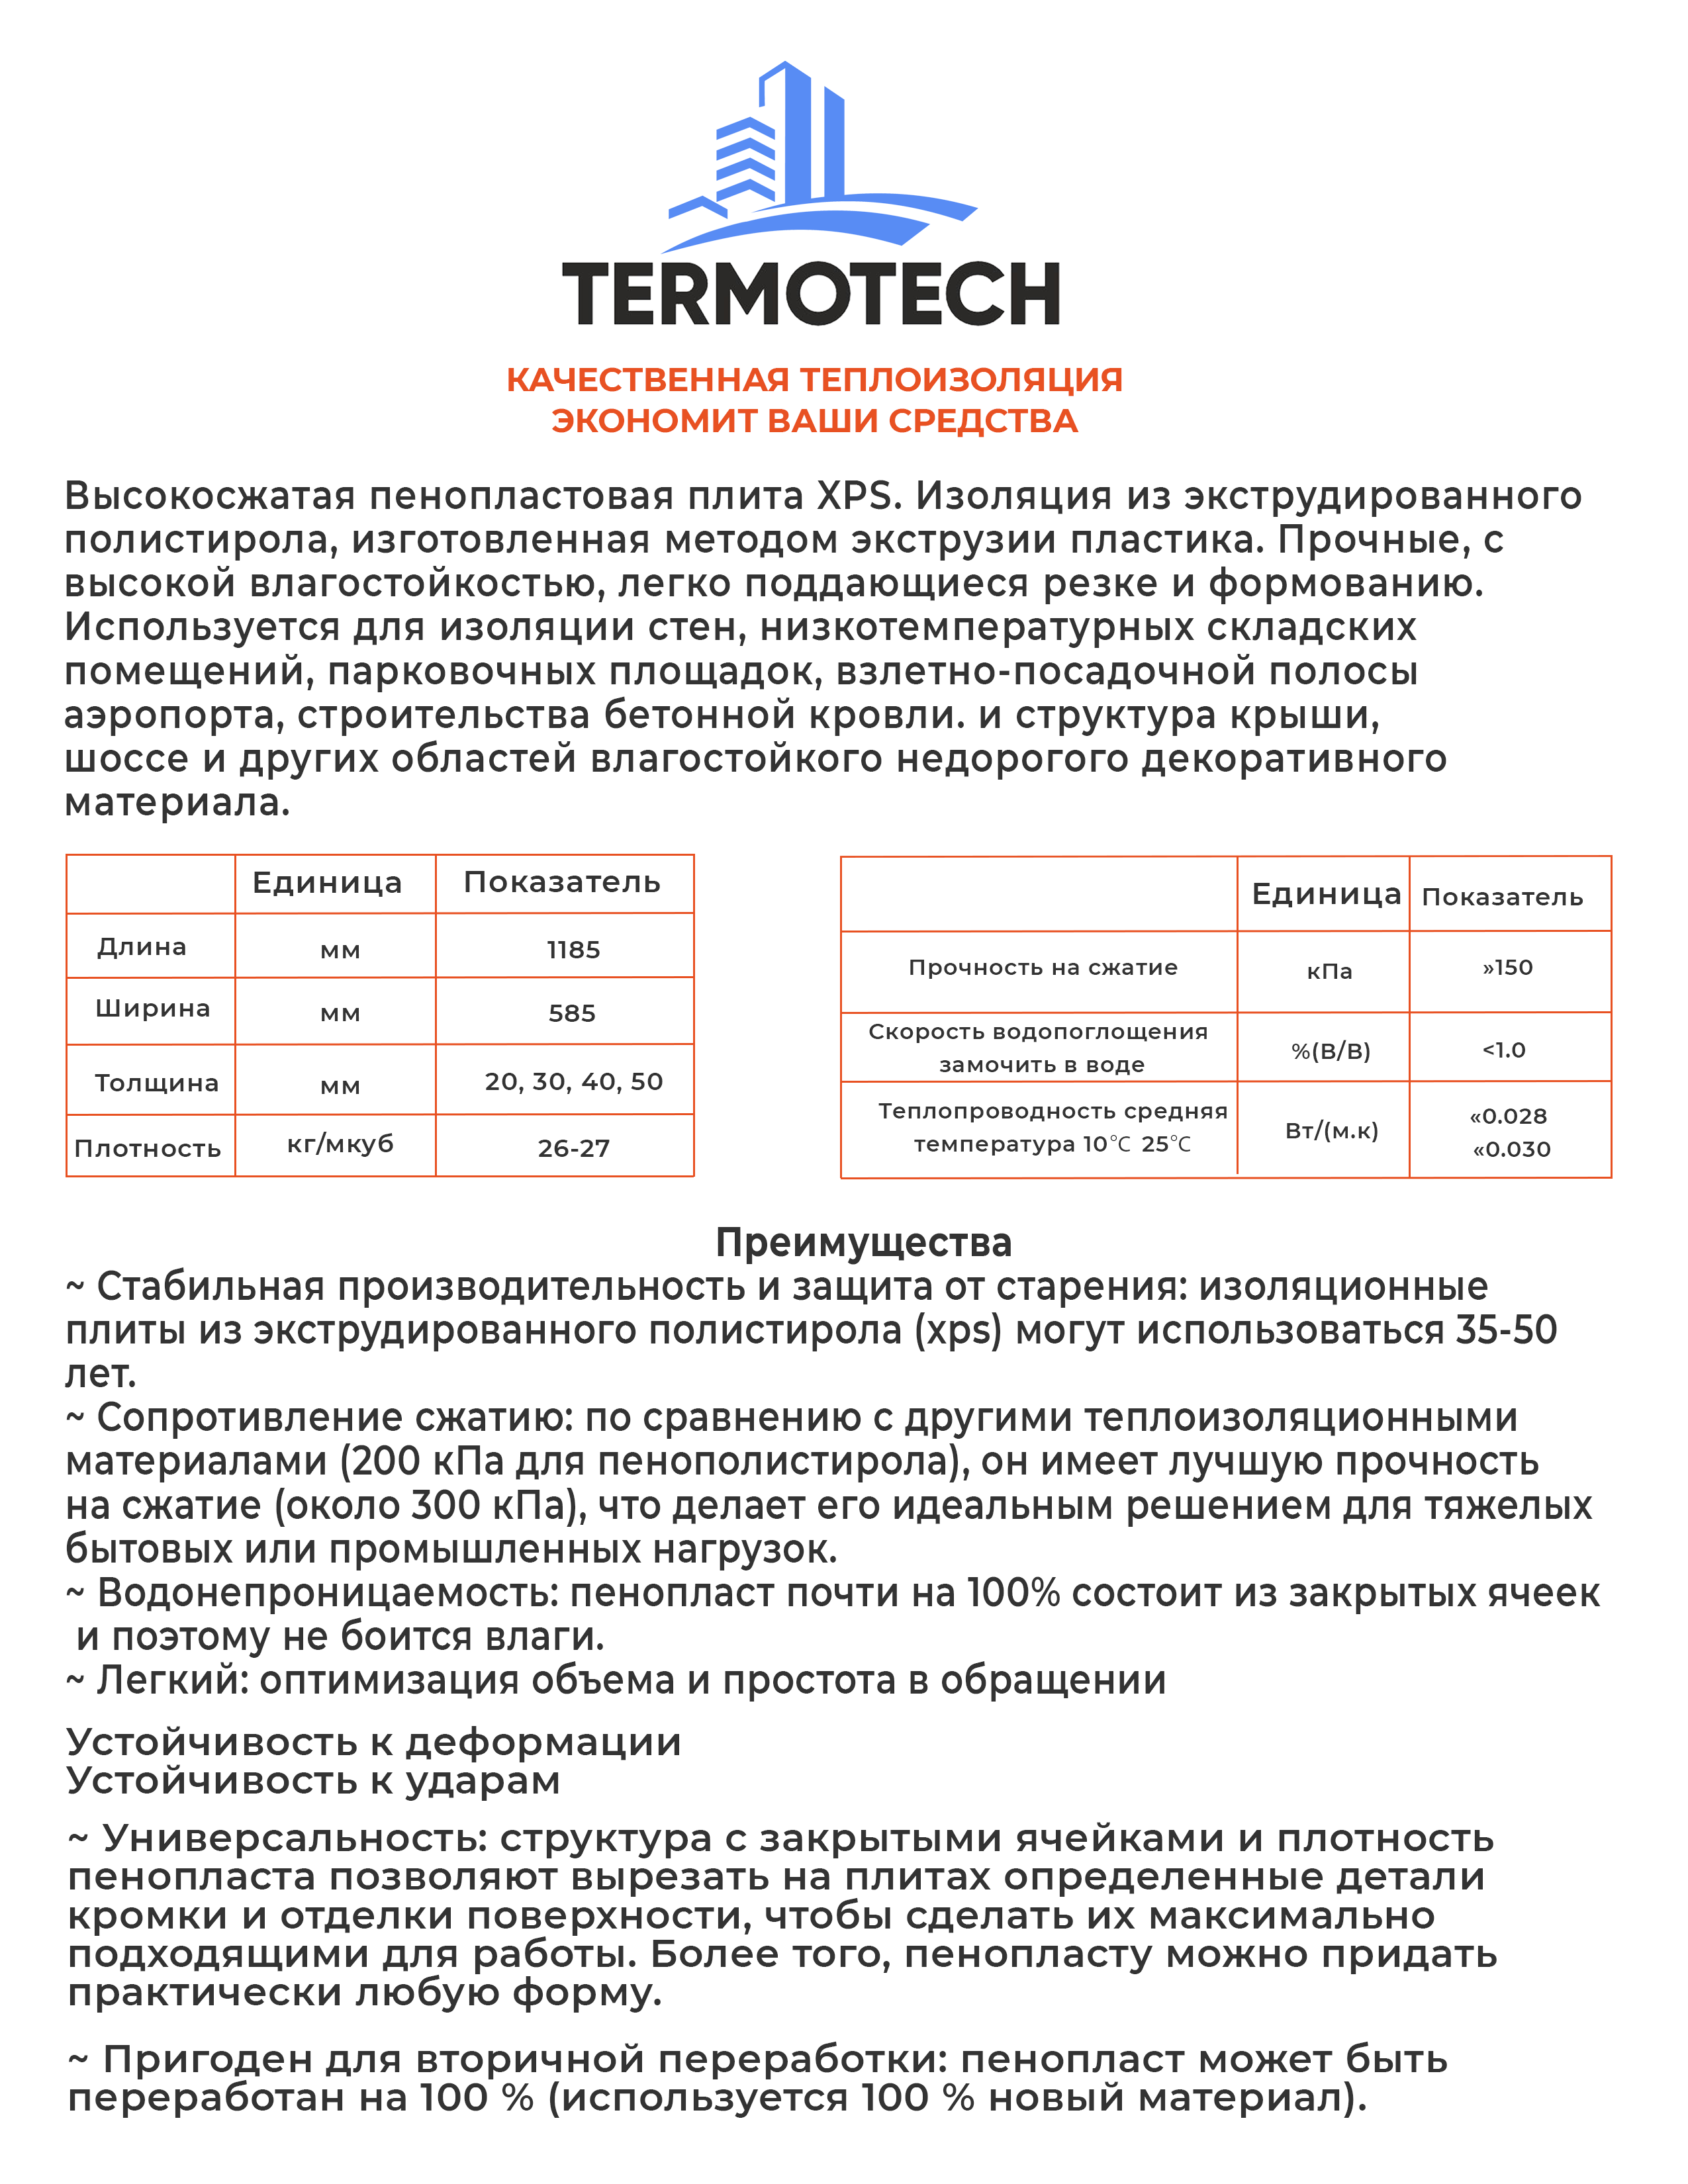 TERMOTECH
КАЧЕСТВЕННАЯ ТЕПЛОИЗОЛЯЦИЯ
ЭКОНОМИТ ВАШИ СРЕДСТВА
Высокосжатая пенопластовая плита XPS. Изоляция из экструдированного
полистирола, изготовленная методом экструзии пластика. Прочные, с
высокой влагостойкостью, легко поддающиеся резке и формованию.
Используется для изоляции стен, низкотемпературных складских
помещений, парковочных площадок, взлетно-посадочной полосы
аэропорта, строительства бетонной кровли. и структура крыши,
шоссе и других областей влагостойкого недорогого декоративного
материала.
Единица Показатель
Длина мм 1185
Ширина мм 585
Толщина мм 20, 30, 40, 50
Плотность кг/мкуб 26-27
Единица Показатель
Прочность на сжатие кПа »150
Скорость водопоглощения
замочить в воде %(В/В) <1.0
Теплопроводность средняя
температура 10℃ 25℃ Вт/(м.к) «0.028
«0.030
Преимущества
~ Стабильная производительность и защита от старения: изоляционные
плиты из экструдированного полистирола (xps) могут использоваться 35-50
лет.
~ Сопротивление сжатию: по сравнению с другими теплоизоляционными
материалами (200 кПа для пенополистирола), он имеет лучшую прочность
на сжатие (около 300 кПа), что делает его идеальным решением для тяжелых
бытовых или промышленных нагрузок.
~ Водонепроницаемость: пенопласт почти на 100% состоит из закрытых ячеек
и поэтому не боится влаги.
~ Легкий: оптимизация объема и простота в обращении
Устойчивость к деформации
Устойчивость к ударам
~ Универсальность: структура с закрытыми ячейками и плотность
пенопласта позволяют вырезать на плитах определенные детали
кромки и отделки поверхности, чтобы сделать их максимально
подходящими для работы. Более того, пенопласту можно придать
практически любую форму.
~ Пригоден для вторичной переработки: пенопласт может быть
переработан на 100 % (используется 100 % новый материал).